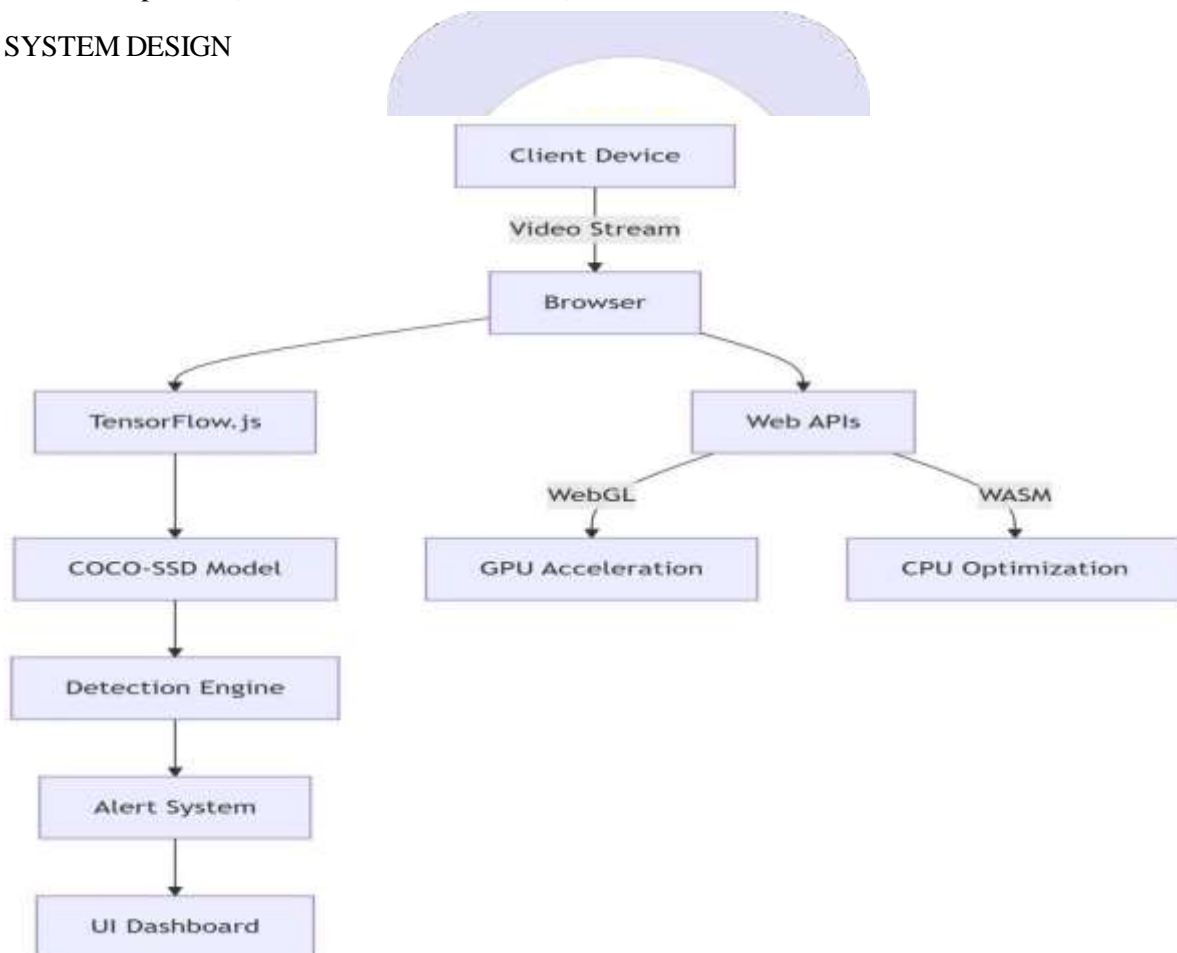 SYSTEM DESIGN
Client Device
Video Stream
Browser
TensorFlow.js
Web APIs
WebGL
WASM
COCO-SSD Model
GPU Acceleration
CPU Optimization
Detection Engine
Alert System
UI Dashboard